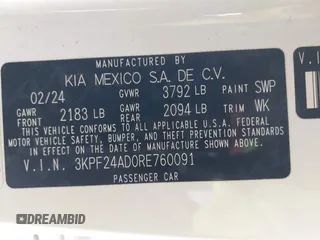 MANUFACTURED BY
KIA MEXICO S.A. DE C.V.
02/24 GVWR 3792 LB PAINT SWP
GAWR FRONT 2183 LB GAWR REAR 2094 LB TRIM WK
THIS VEHICLE CONFORMS TO ALL APPLICABLE U.S. FEDERAL
MOTOR VEHICLE SAFETY, BUMPER, AND THEFT PREVENTION
STANDARDS IN EFFECT ON THE DATE OF MANUFACTURE
SHOWN ABOVE.
V.I.N. 3KPF24AD0RE760091
PASSENGER CAR
V.I.
DREAMBID